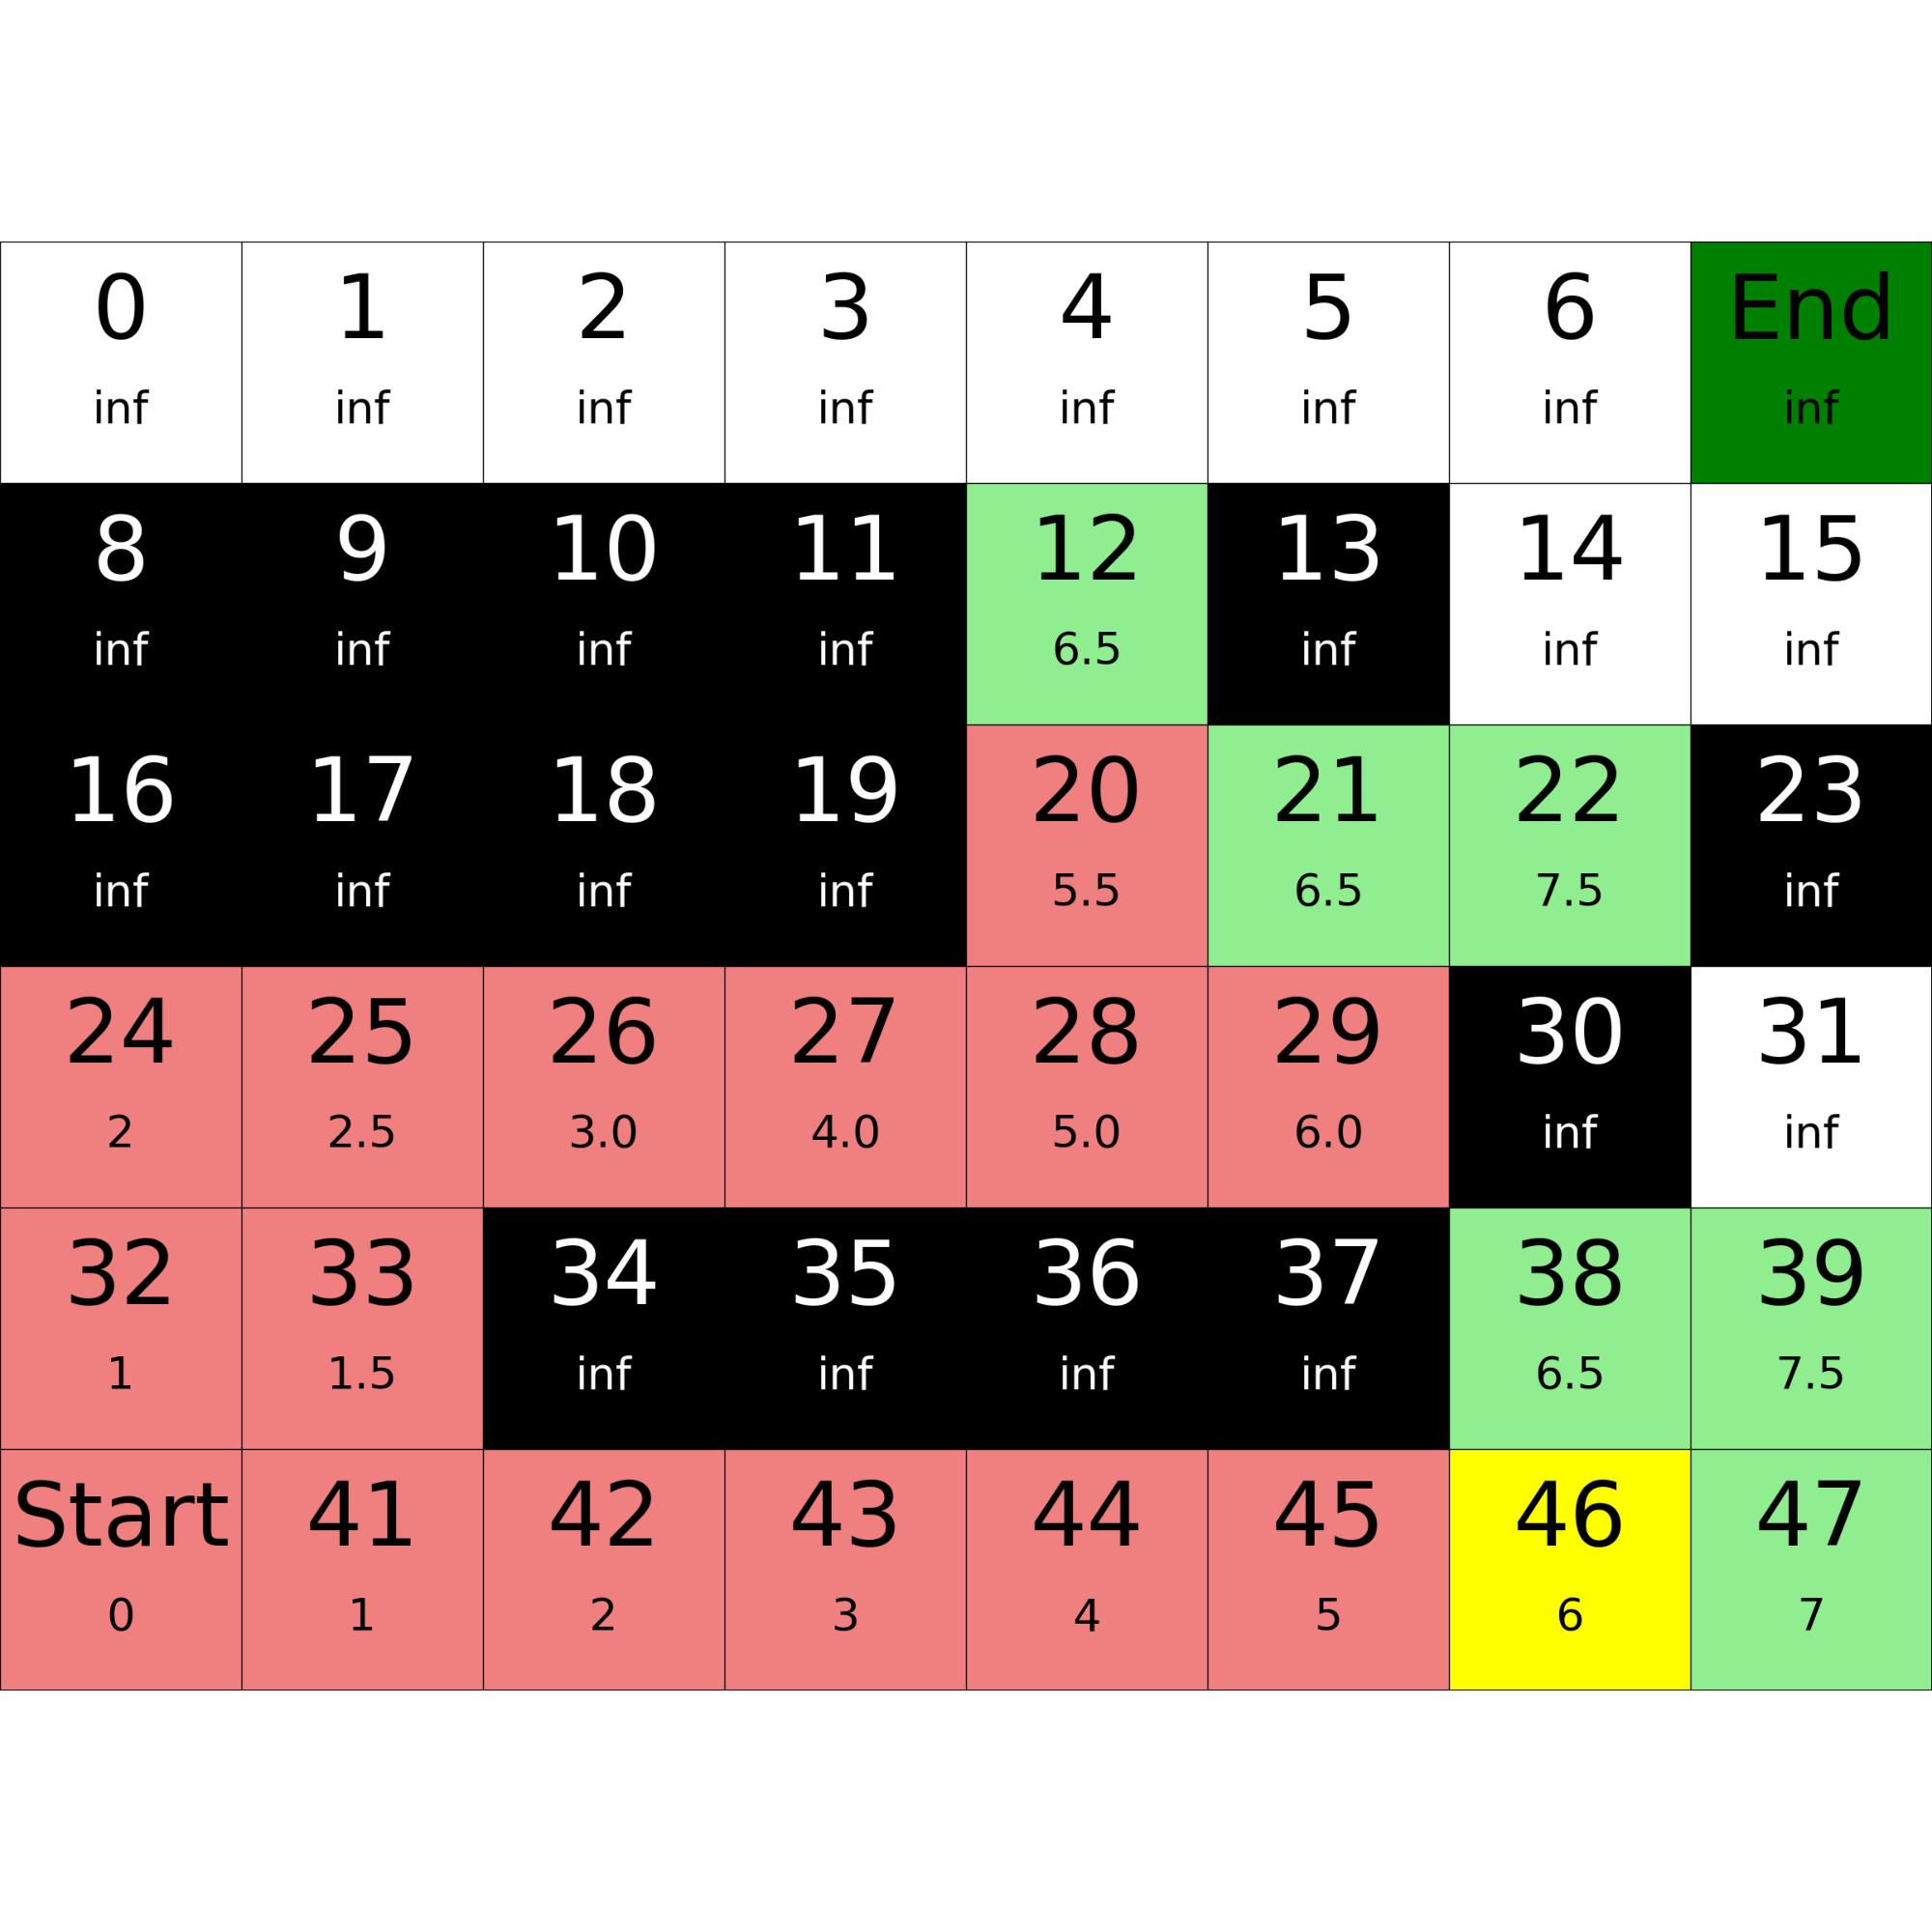 0 1 2 3 4 5 6 End
inf inf inf inf inf inf inf inf
8 9 10 11 12 13 14 15
inf inf inf inf 6.5 inf inf inf
16 17 18 19 20 21 22 23
inf inf inf inf 5.5 6.5 7.5 inf
24 25 26 27 28 29 30 31
2 2.5 3.0 4.0 5.0 6.0 inf inf
32 33 34 35 36 37 38 39
1 1.5 inf inf inf inf 6.5 7.5
Start 41 42 43 44 45 46 47
0 1 2 3 4 5 6 7